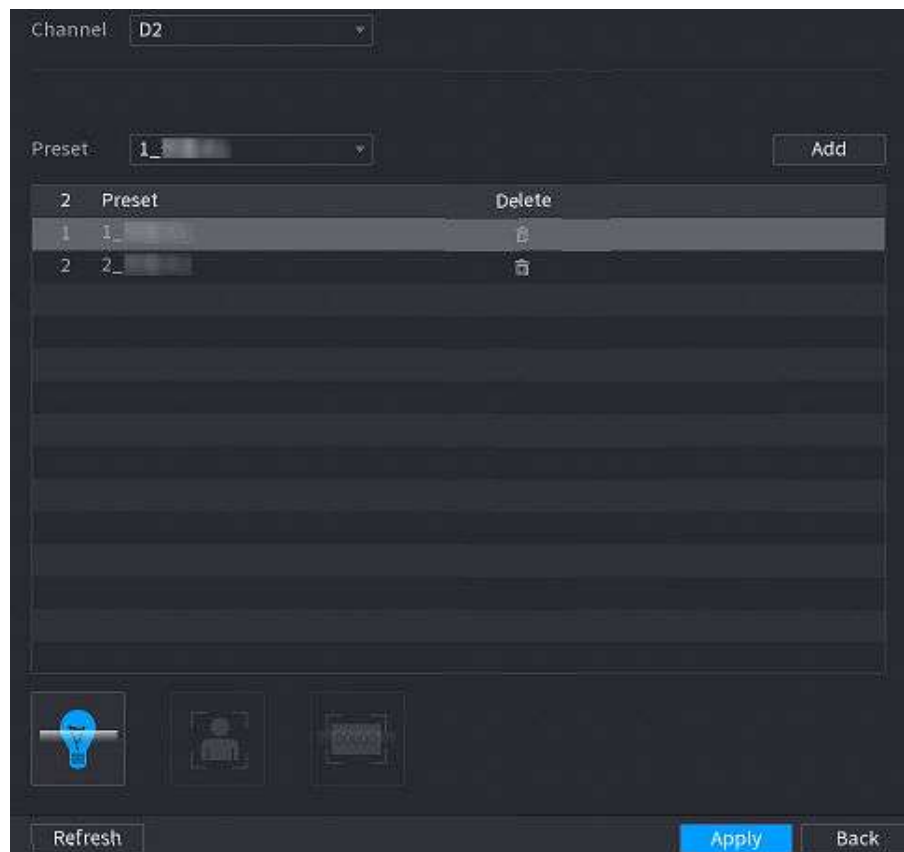 Channel D2
Preset 1_
Add
2 Preset Delete
1 1_
2 2_
Refresh Apply Back